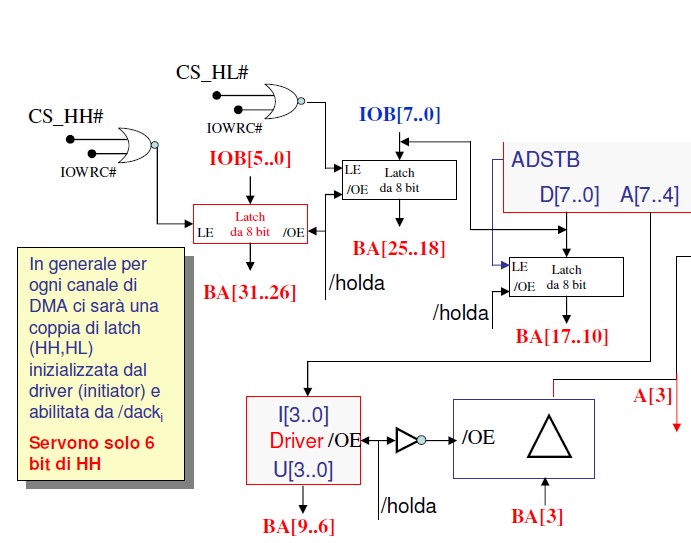 CS_HL#
CS_HH#
IOWRC#
IOB[7..0]
IOWRC#
IOB[5..0]
LE
Latch
/OE
da 8 bit
ADSTB
D[7..0] A[7..4]
Latch
LE
da 8 bit
/OE
BA[25..18]
/holda
BA[31..26]
LE
Latch
/OE
da 8 bit
/holda
BA[17..10]
In generale per
ogni canale di
DMA ci sarà una
coppia di latch
(HH,HL)
inizializzata dal
driver (initiator) e
abilitata da /dacki
Servono solo 6
bit di HH
A[3]
I[3..0]
Driver /OE
U[3..0]
/OE
/holda
BA[9..6]
BA[3]